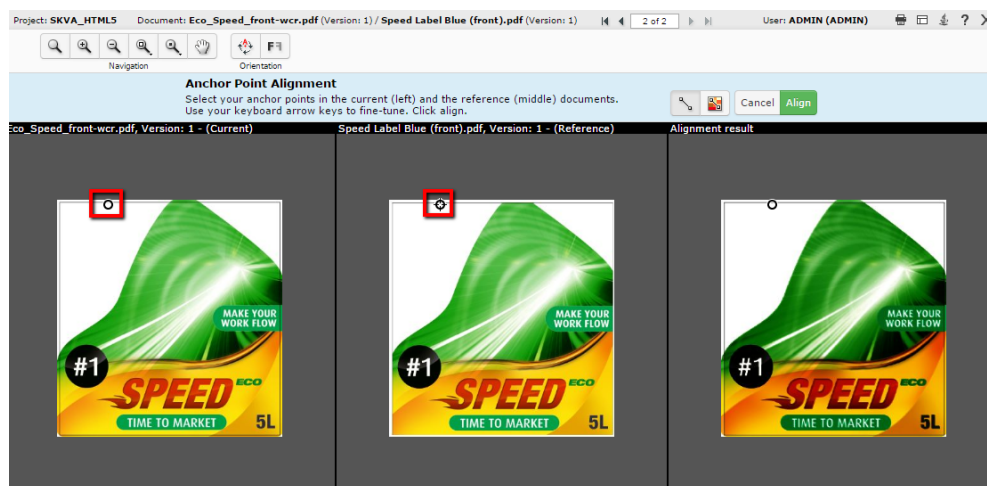 Project: SKVA_HTML5 Document: Eco_Speed_front-wcr.pdf (Version: 1) / Speed Label Blue (front).pdf (Version: 1) 2 of 2 User: ADMIN (ADMIN) ?
Navigation Orientation
Anchor Point Alignment
Select your anchor points in the current (left) and the reference (middle) documents.
Use your keyboard arrow keys to fine-tune. Click align.
Cancel Align
Eco_Speed_front-wcr.pdf, Version: 1 - (Current) Speed Label Blue (front).pdf, Version: 1 - (Reference) Alignment result
MAKE YOUR
WORK FLOW
#1
SPEED ECO
TIME TO MARKET 5L
MAKE YOUR
WORK FLOW
#1
SPEED ECO
TIME TO MARKET 5L
MAKE YOUR
WORK FLOW
#1
SPEED ECO
TIME TO MARKET 5L